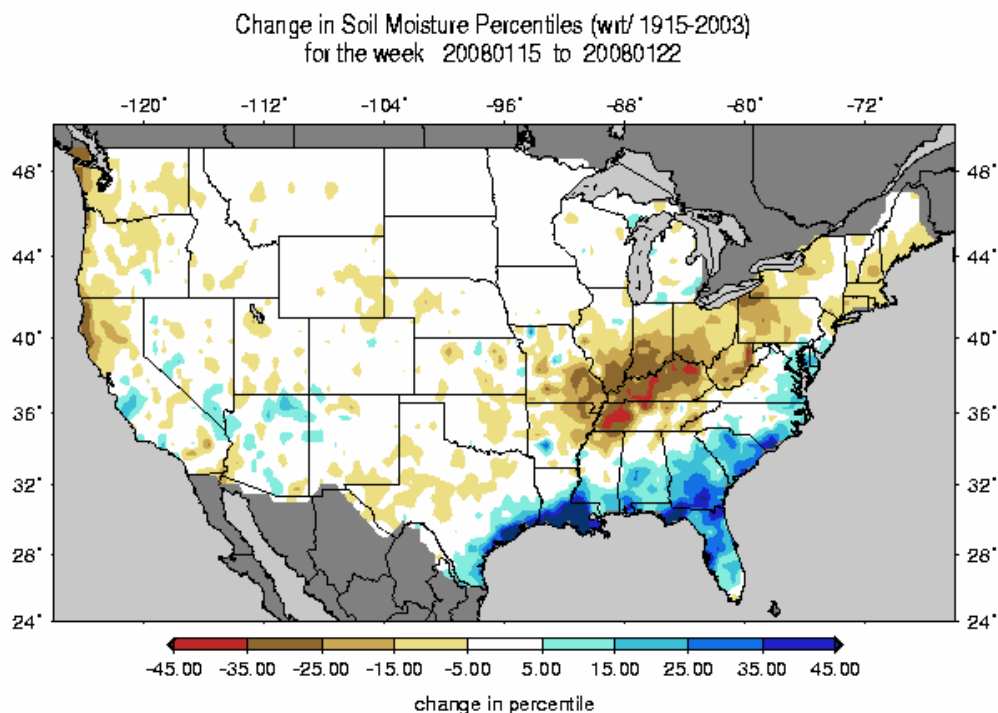 Change in Soil Moisture Percentiles (wrt/ 1915-2003)
for the week 20080115 to 20080122
-120° -112° -104° -96° -88° -80° -72°
48° 48°
44° 44°
40° 40°
36° 36°
32° 32°
28° 28°
24° 24°
-45.00 -35.00 -25.00 -15.00 -5.00 5.00 15.00 25.00 35.00 45.00
change in percentile